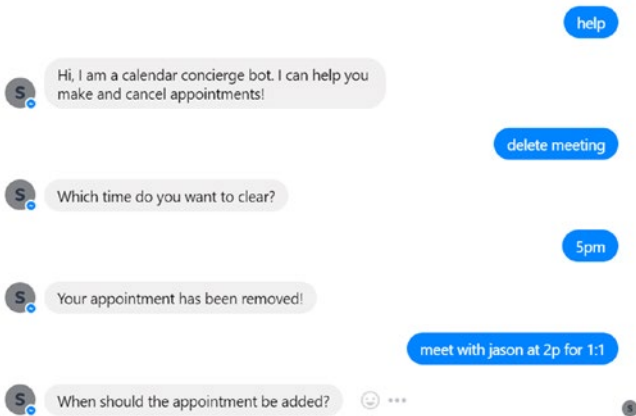 help
Hi, I am a calendar concierge bot. I can help you
make and cancel appointments!
S
delete meeting
S
Which time do you want to clear?
5pm
S
Your appointment has been removed!
meet with jason at 2p for 1:1
S
When should the appointment be added?
S